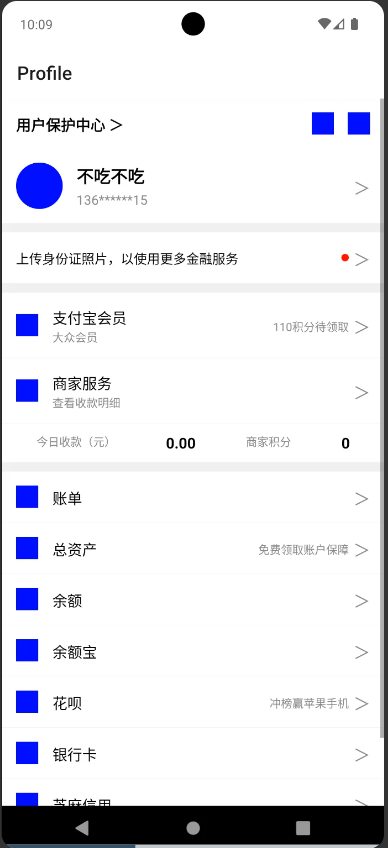 10:09
Profile
用户保护中心 >
不吃不吃
136******15
上传身份证照片，以使用更多金融服务
支付宝会员
大众会员
110积分待领取
商家服务
查看收款明细
今日收款（元） 0.00 商家积分 0
账单
总资产 免费领取账户保障
余额
余额宝
花呗 冲榜赢苹果手机
银行卡
芝麻信用